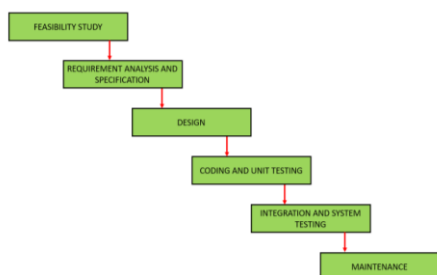 FEASIBILITY STUDY
REQUIREMENT ANALYSIS AND
SPECIFICATION
DESIGN
CODING AND UNIT TESTING
INTEGRATION AND SYSTEM
TESTING
MAINTENANCE